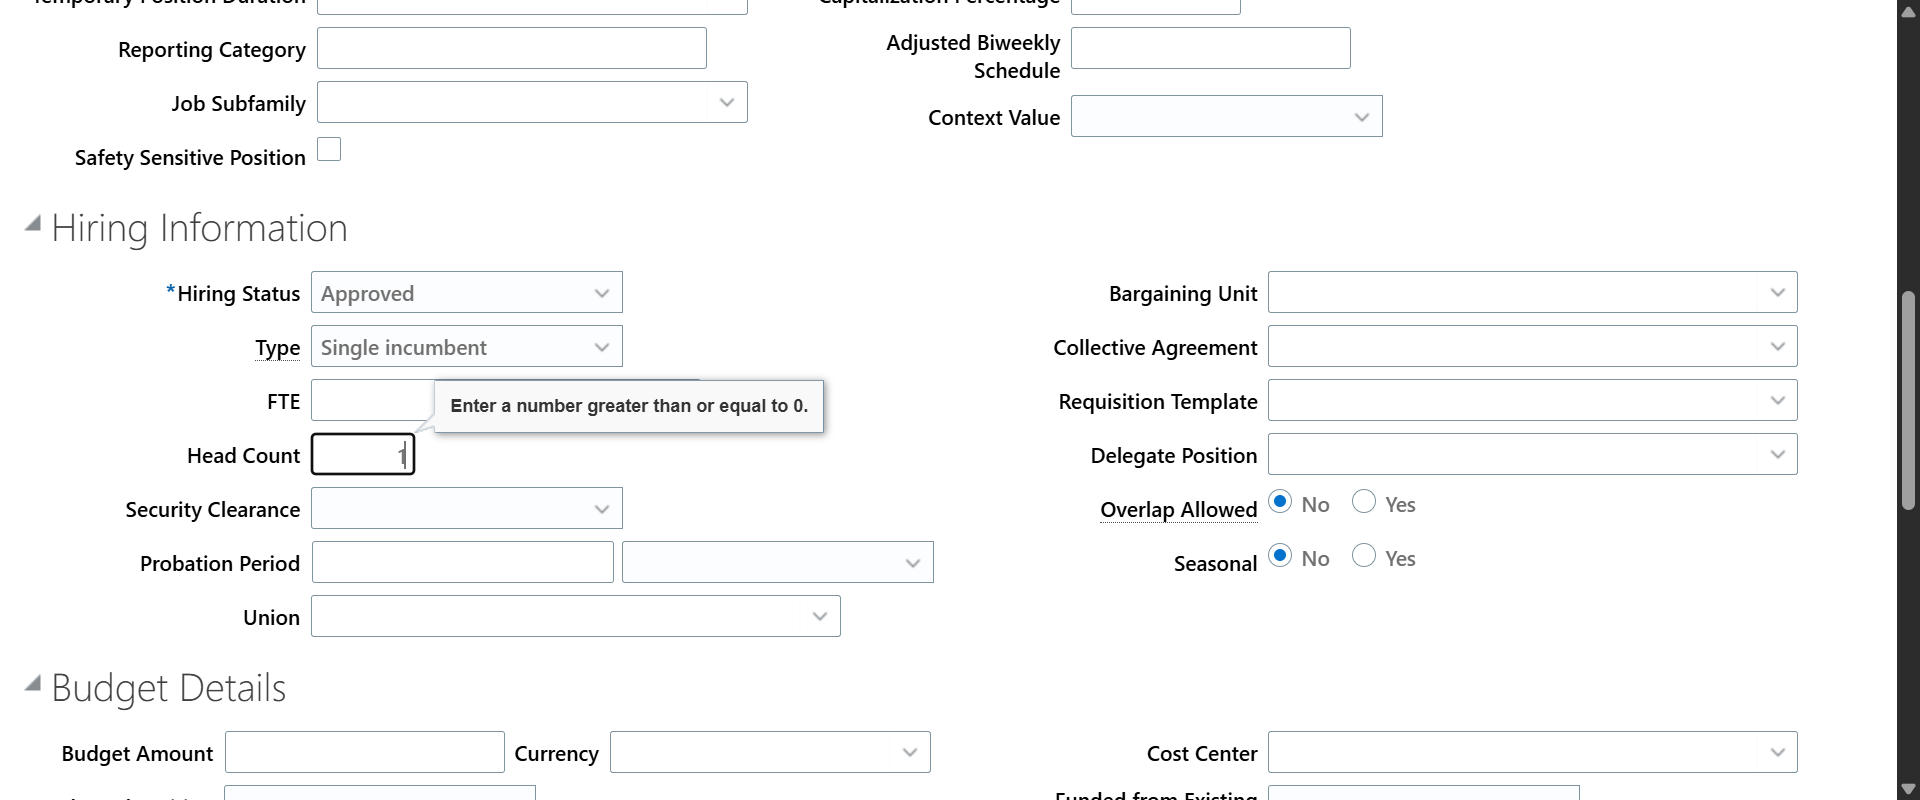 Temporary Position Duration
Capitalization Percentage
Reporting Category
Adjusted Biweekly
Schedule
Job Subfamily
Context Value
Safety Sensitive Position
Hiring Information
*Hiring Status Approved
Bargaining Unit
Type Single incumbent
Collective Agreement
FTE
Enter a number greater than or equal to 0.
Requisition Template
Head Count 1
Delegate Position
Security Clearance
Overlap Allowed No Yes
Probation Period
Seasonal No Yes
Union
Budget Details
Budget Amount
Currency
Cost Center
Funded from Existing